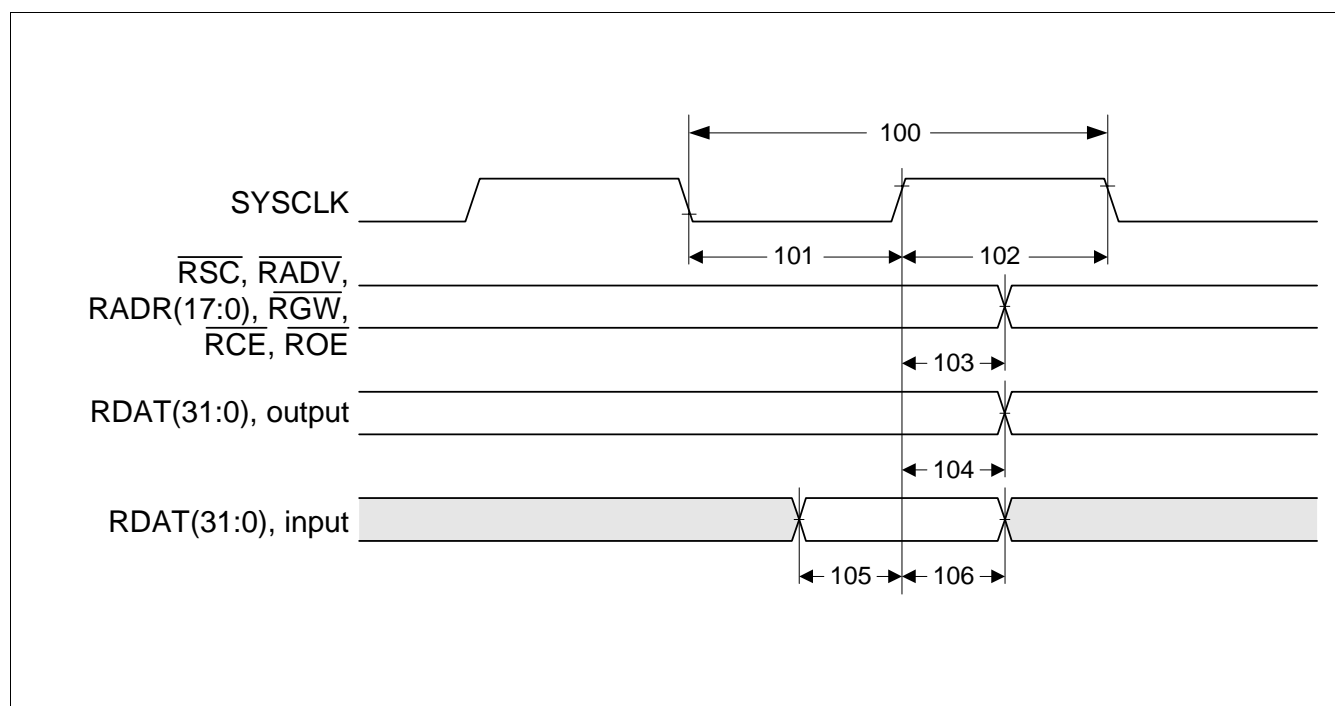 100
SYSCLK
101
102
RSC, RADV,
RADR(17:0), RGW,
RCE, ROE
103
RDAT(31:0), output
104
RDAT(31:0), input
105
106